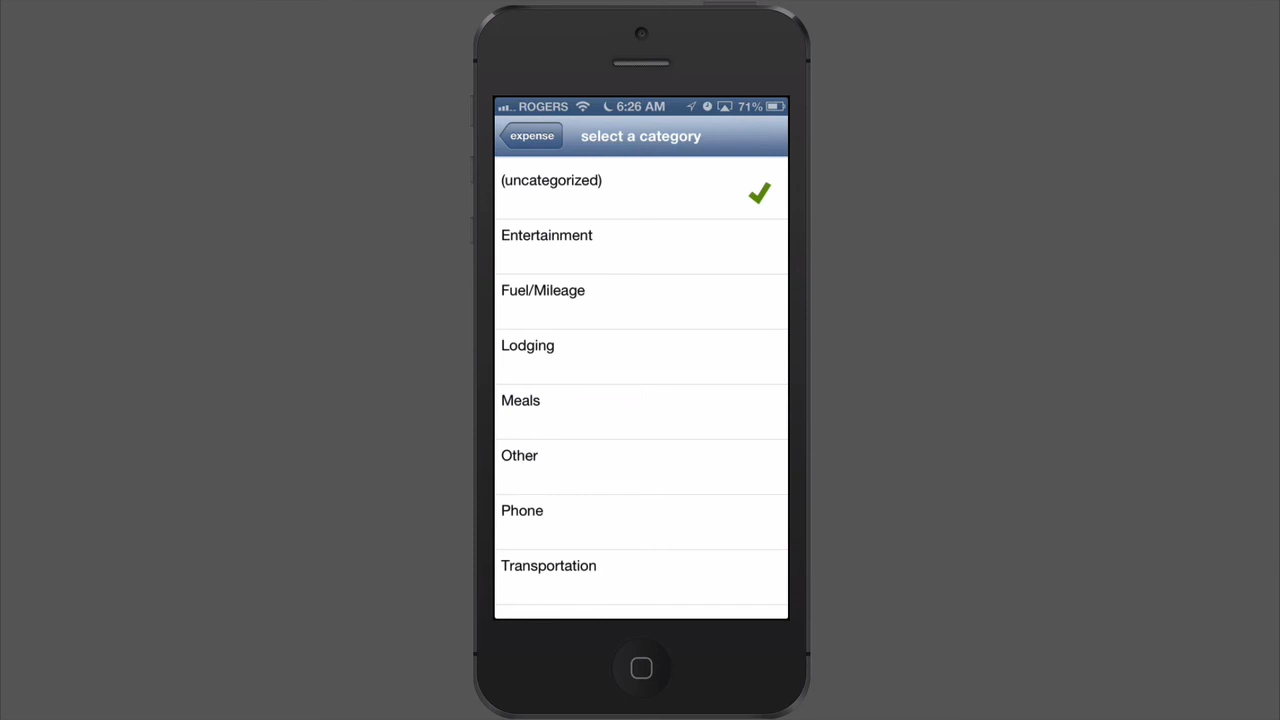 ROGERS 6:26 AM 71%
expense select a category
(uncategorized)
Entertainment
Fuel/Mileage
Lodging
Meals
Other
Phone
Transportation